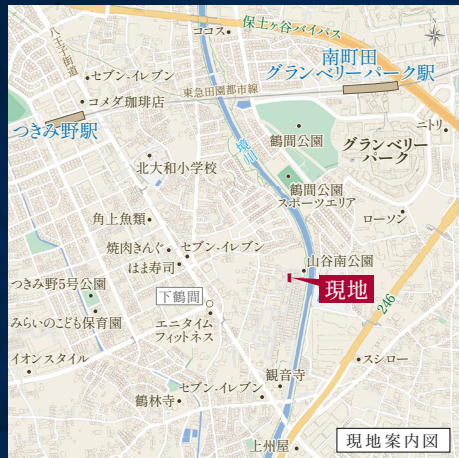 保土ヶ谷バイパス
ココス
八王子街道
南町田
グランベリーパーク駅
セブン-イレブン
東急田園都市線
コメダ珈琲店
つきみ野駅
ニトリ
鶴間公園
グランベリー
パーク
境川
北大和小学校
鶴間公園
スポーツエリア
角上魚類
ローソン
焼肉きんぐ
セブン-イレブン
はま寿司
山谷南公園
つきみ野5号公園
下鶴間
現地
246
みらいのこども保育園
エニタイム
フィットネス
イオンスタイル
スシロー
観音寺
セブン-イレブン
鶴林寺
上州屋
現地案内図